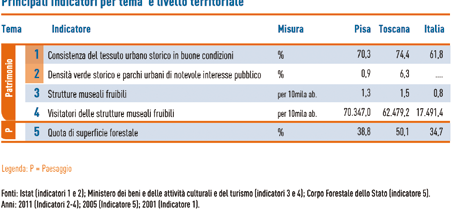 Principali indicatori per tema e livello territoriale
Tema Indicatore Misura Pisa Toscana Italia
Patrimonio
1 Consistenza del tessuto urbano storico in buone condizioni % 70,3 74,4 61,8
2 Densità verde storico e parchi urbani di notevole interesse pubblico % 0,9 6,3 ....
3 Strutture museali fruibili per 10mila ab. 1,3 1,5 0,8
4 Visitatori delle strutture museali fruibili per 10mila ab. 70.347,0 62.479,2 17.491,4
P 5 Quota di superficie forestale % 38,8 50,1 34,7
Legenda: P = Paesaggio
Fonti: Istat (indicatori 1 e 2); Ministero dei beni e delle attività culturali e del turismo (indicatori 3 e 4); Corpo Forestale dello Stato (indicatore 5).
Anni: 2011 (Indicatori 2-4); 2005 (Indicatore 5); 2001 (Indicatore 1).